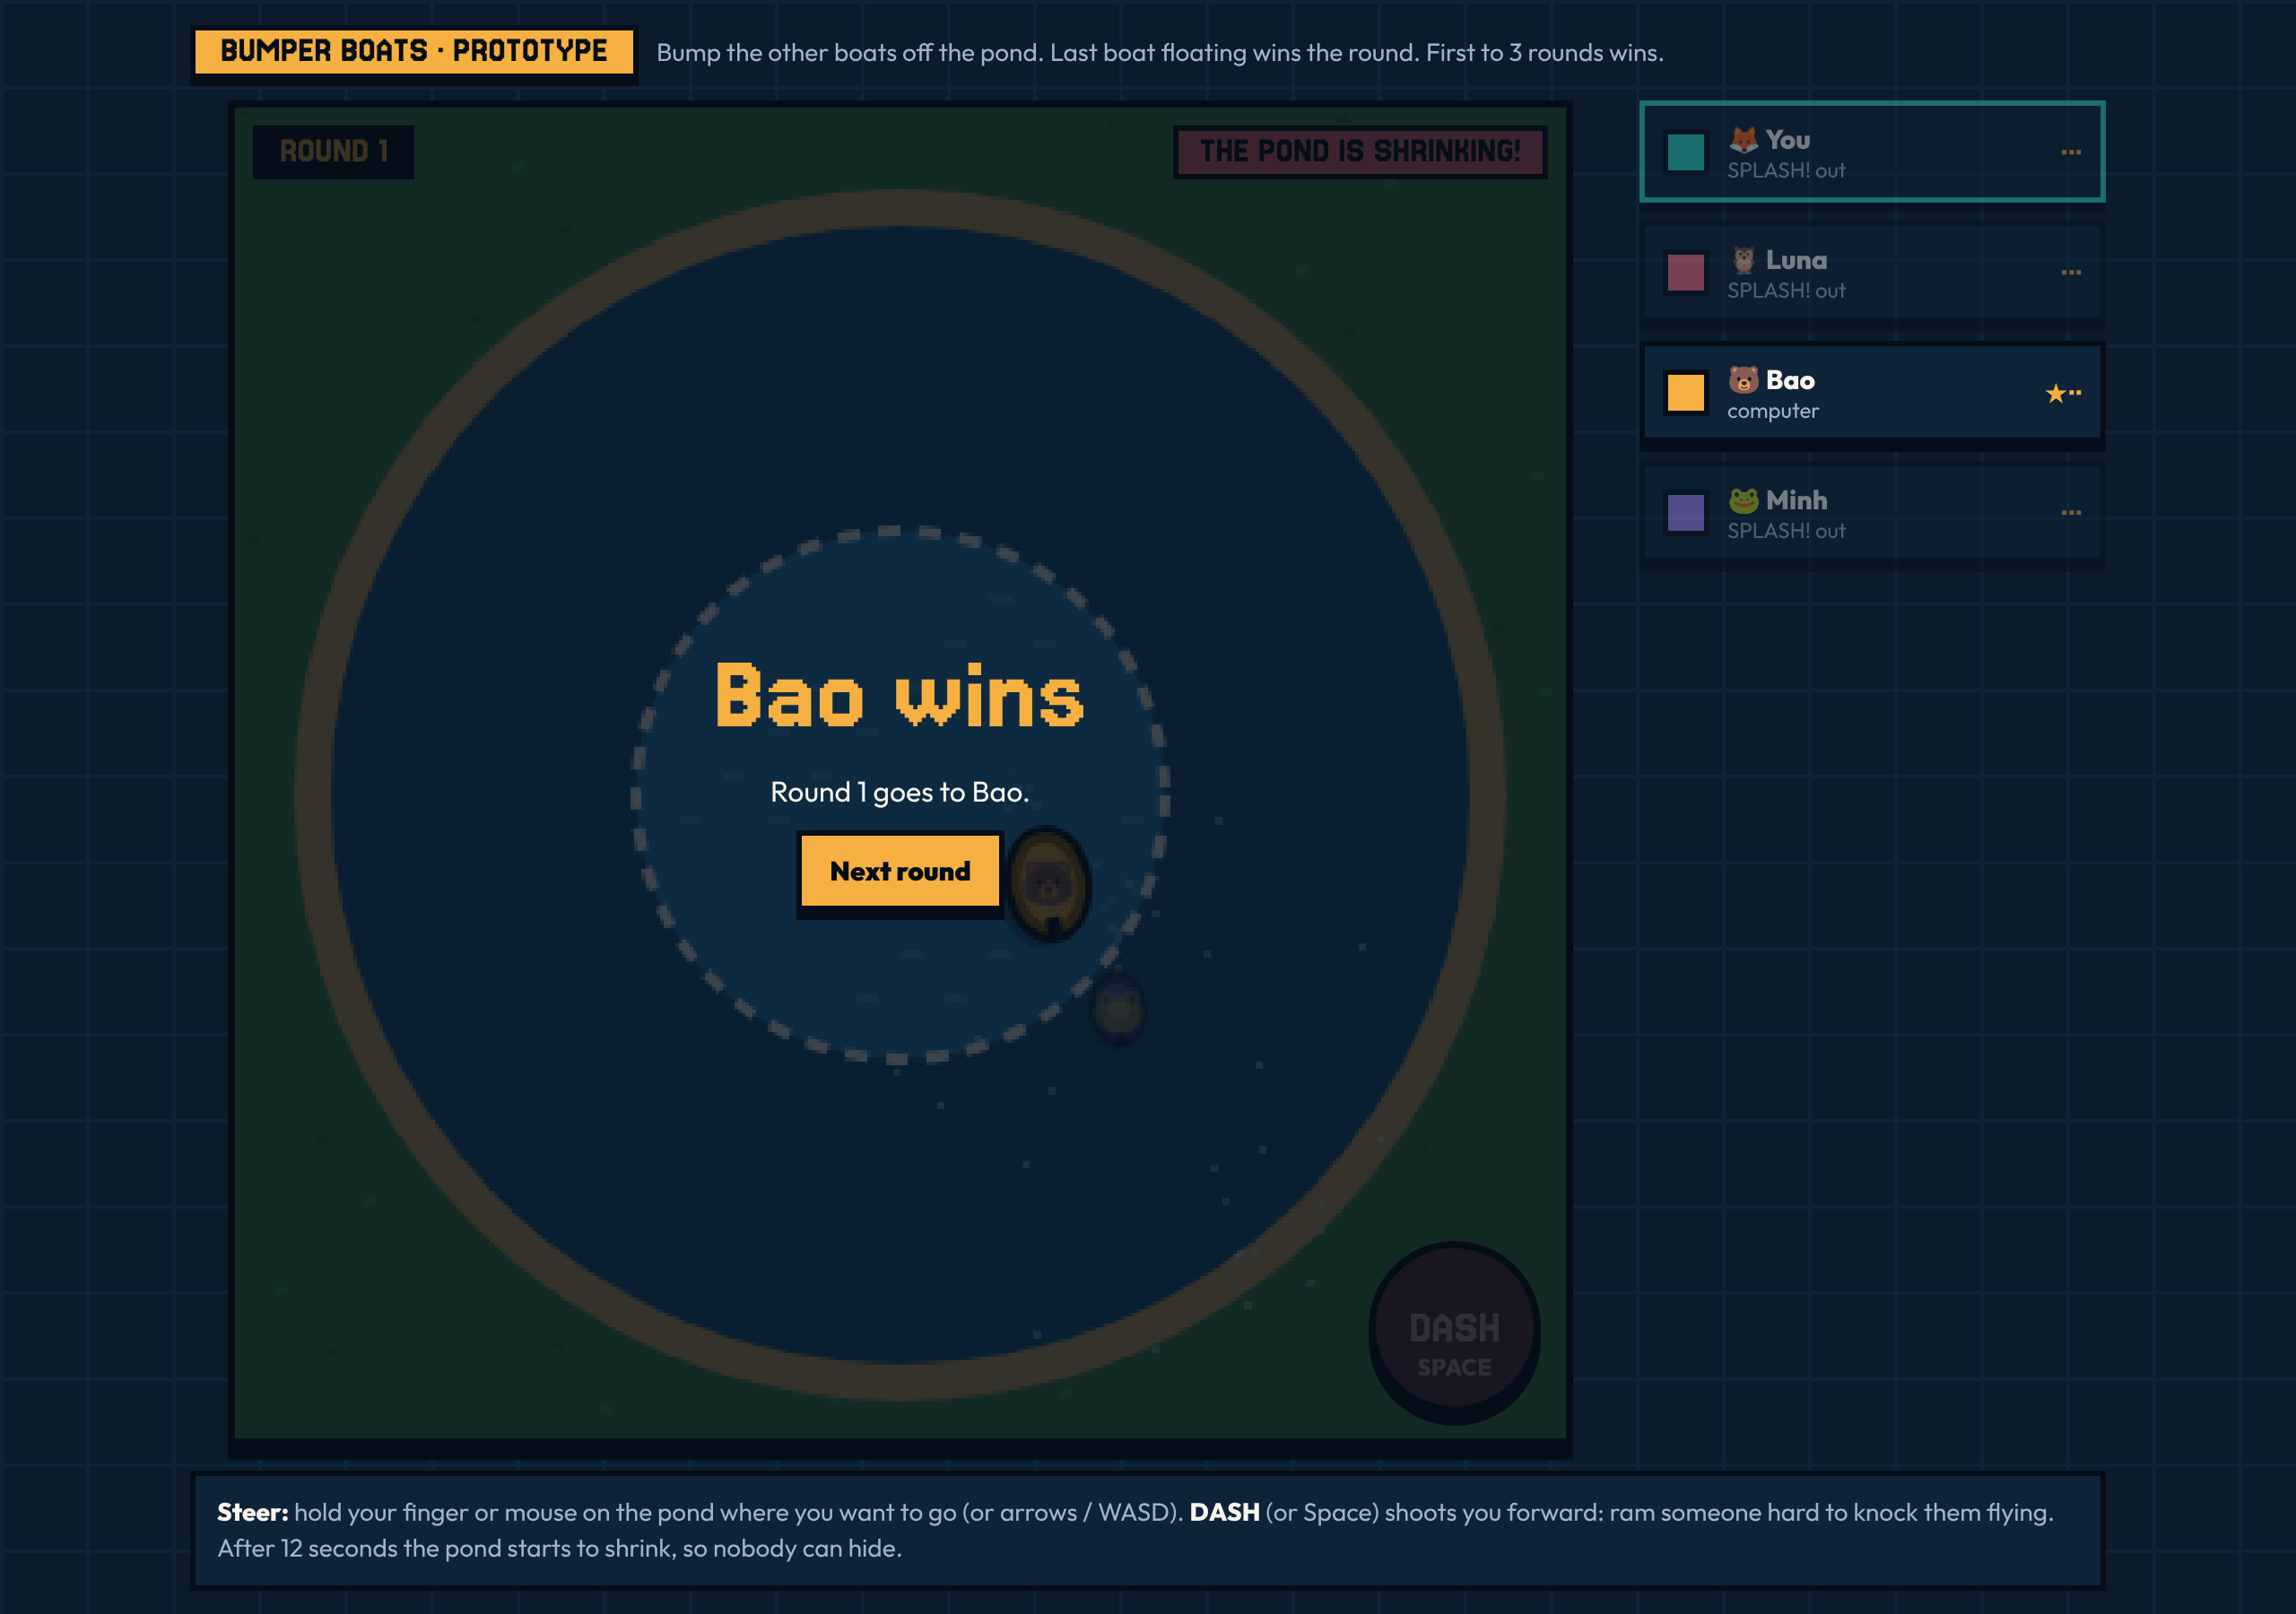 BUMPER BOATS · PROTOTYPE
Bump the other boats off the pond. Last boat floating wins the round. First to 3 rounds wins.
ROUND 1
THE POND IS SHRINKING!
You
SPLASH! out
Luna
SPLASH! out
Bao
computer
Minh
SPLASH! out
Bao wins
Round 1 goes to Bao.
Next round
DASH
SPACE
Steer: hold your finger or mouse on the pond where you want to go (or arrows / WASD). DASH (or Space) shoots you forward: ram someone hard to knock them flying.
After 12 seconds the pond starts to shrink, so nobody can hide.